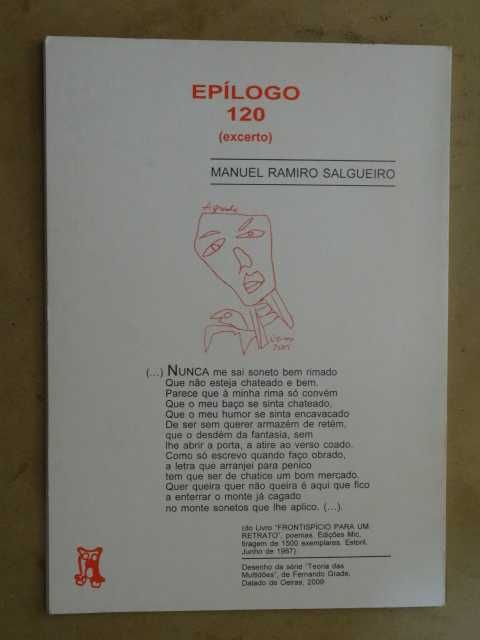 EPÍLOGO
120
(excerto)
MANUEL RAMIRO SALGUEIRO
(...) NUNCA me sai soneto bem rimado
Que não esteja chateado e bem.
Parece que à minha rima só convém
Que o meu baço se sinta chateado,
Que o meu humor se sinta encavacado
De ser sem querer armazém de retém,
que o desdém da fantasia, sem
lhe abrir a porta, a atire ao verso coado.
Como só escrevo quando faço obrado,
a letra que arranjei para penico
tem que ser de chatice um bom mercado.
Quer queira quer não queira é aqui que fico
a enterrar o monte já cagado
no monte sonetos que lhe aplico. (...).
(do Livro "FRONTISPÍCIO PARA UM
RETRATO", poemas. Edições Mic,
tiragem de 1500 exemplares. Estoril,
Junho de 1987)
Desenho da série "Teoria das
Multidões", de Fernando Grade,
Datado de Oeiras, 2009